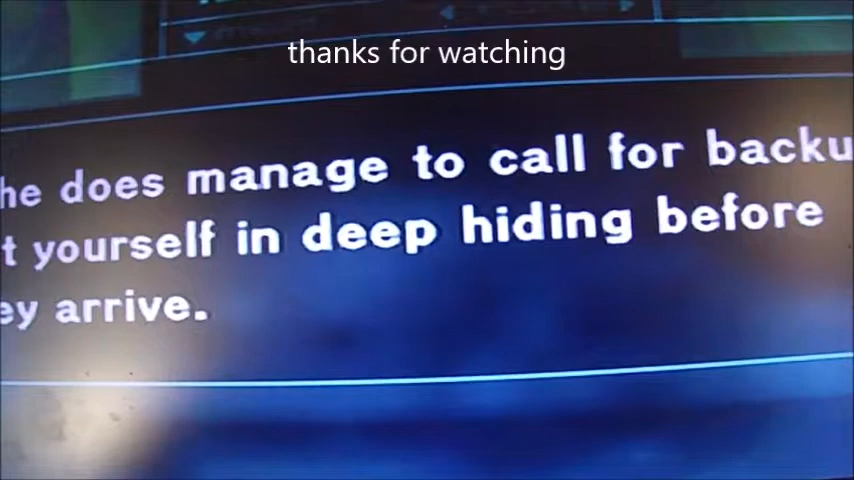 thanks for watching
he does manage to call for backu
t yourself in deep hiding before
ey arrive.